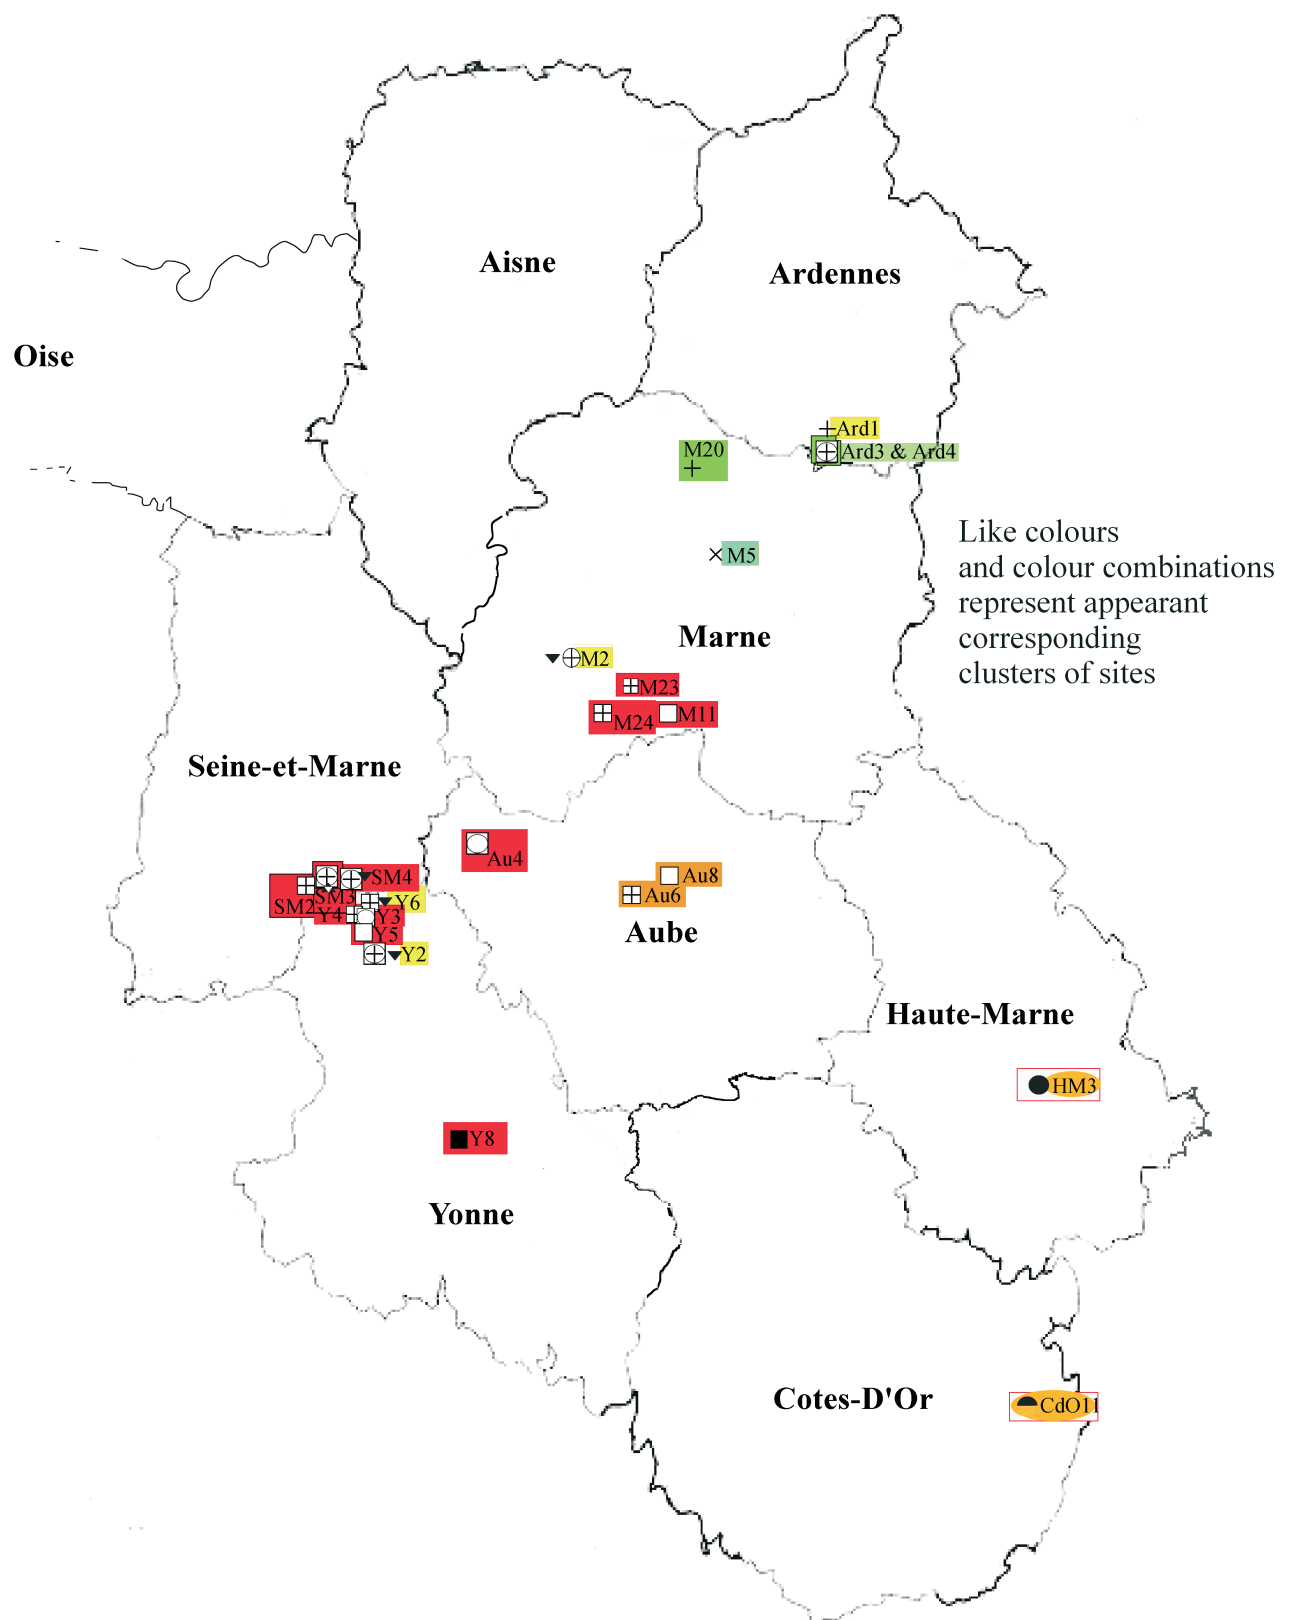 Aisne
Ardennes
Oise
Ard1
M20
Ard3 & Ard4
Like colours
and colour combinations
represent appearant
corresponding
clusters of sites
M5
Marne
M2
M23
M24
M11
Seine-et-Marne
Au4
SM4
Au8
SM3
Au6
SM2
Y6
Y4
Y3
Aube
Y5
Y2
Haute-Marne
HM3
Y8
Yonne
Cotes-D'Or
CdO11